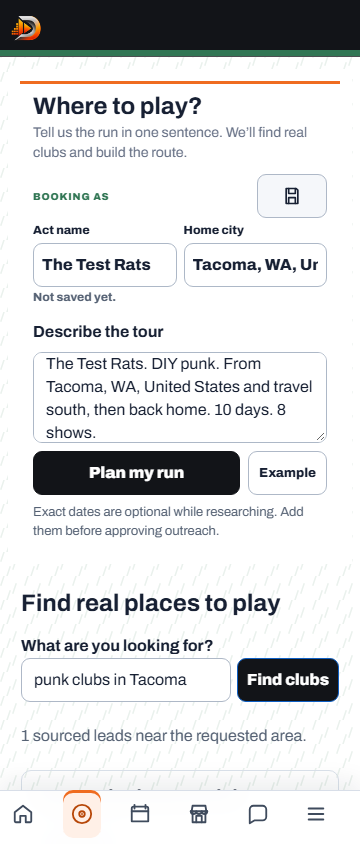 Where to play?
Tell us the run in one sentence. We'll find real
clubs and build the route.
BOOKING AS
Act name
Home city
The Test Rats
Tacoma, WA, Ur
Not saved yet.
Describe the tour
The Test Rats. DIY punk. From
Tacoma, WA, United States and travel
south, then back home. 10 days. 8
shows.
Plan my run
Example
Exact dates are optional while researching. Add
them before approving outreach.
Find real places to play
What are you looking for?
punk clubs in Tacoma
Find clubs
1 sourced leads near the requested area.